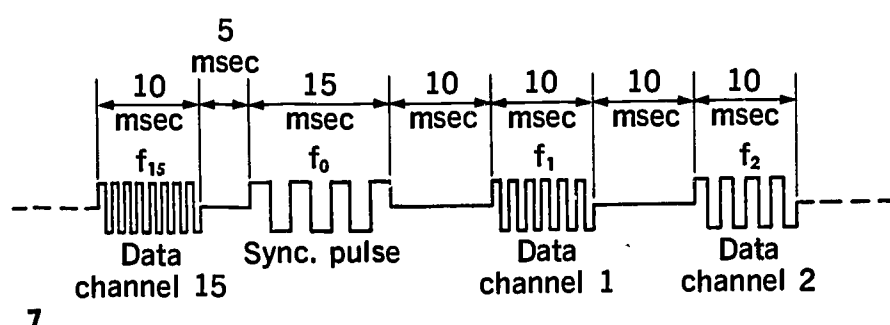 5
msec
10 15 10 10 10 10
msec msec msec msec msec msec
f₁₅ f₀ f₁ f₂
Data Sync. pulse Data Data
channel 15 channel 1 channel 2
7